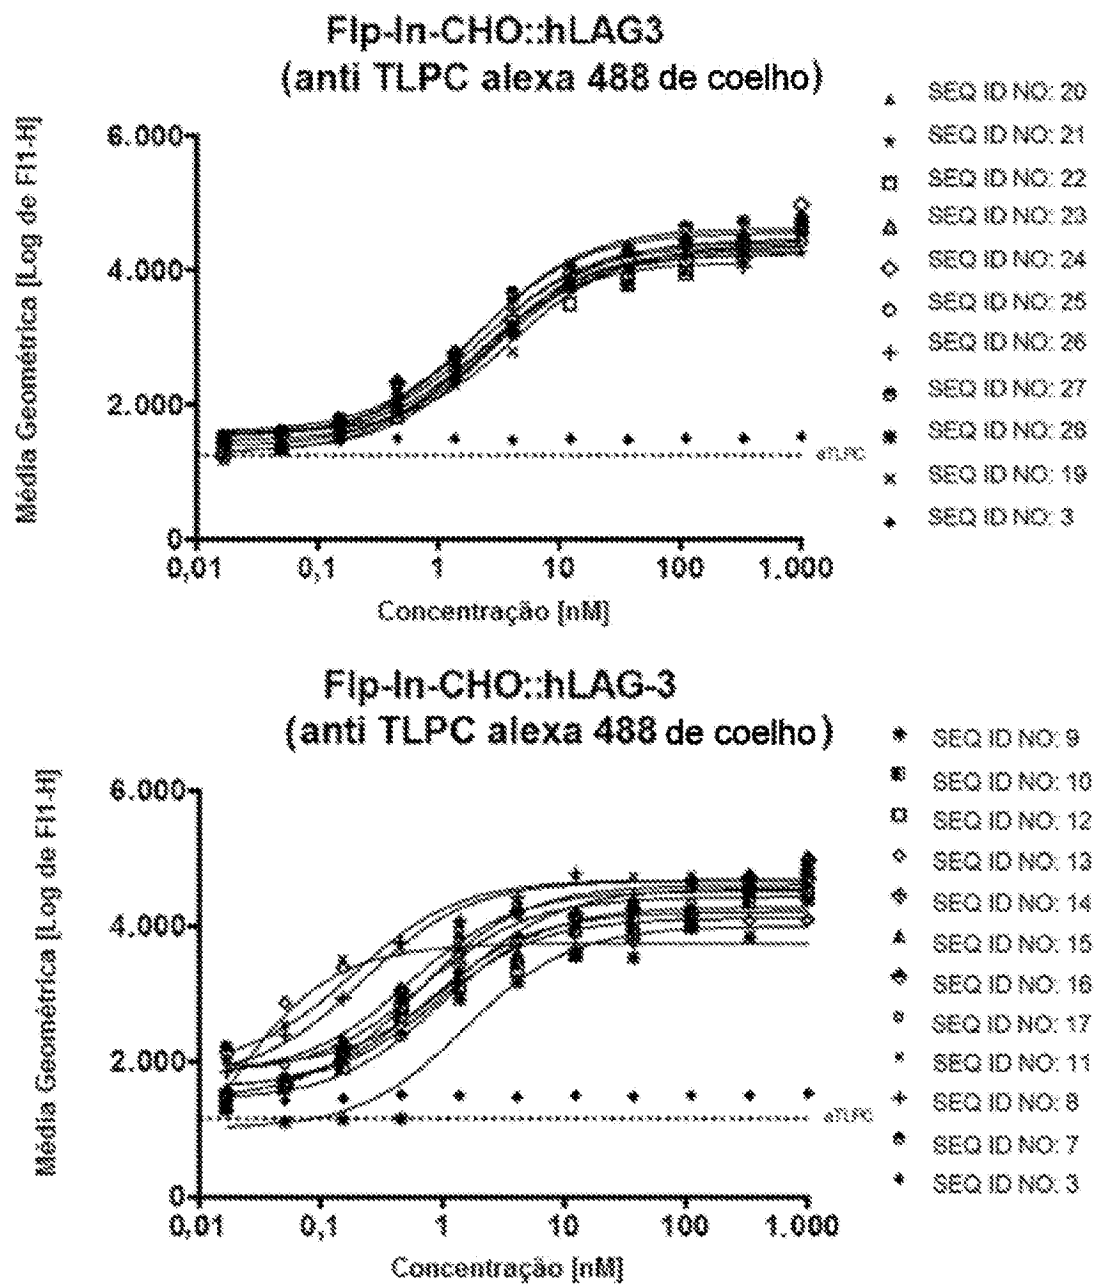 Flp-In-CHO::hLAG3
(anti TLPC alexa 488 de coelho)
Média Geométrica [Log de Fl1-H]
6.000
4.000
2.000
0
0,01
0,1
1
10
100
1.000
Concentração [nM]
aTLPC
SEQ ID NO: 20
SEQ ID NO: 21
SEQ ID NO: 22
SEQ ID NO: 23
SEQ ID NO: 24
SEQ ID NO: 25
SEQ ID NO: 26
SEQ ID NO: 27
SEQ ID NO: 28
SEQ ID NO: 19
SEQ ID NO: 3
Flp-In-CHO::hLAG-3
(anti TLPC alexa 488 de coelho)
Média Geométrica [Log de Fl1-H]
6.000
4.000
2.000
0
0,01
0,1
1
10
100
1.000
Concentração [nM]
aTLPC
SEQ ID NO: 9
SEQ ID NO: 10
SEQ ID NO: 12
SEQ ID NO: 13
SEQ ID NO: 14
SEQ ID NO: 15
SEQ ID NO: 16
SEQ ID NO: 17
SEQ ID NO: 11
SEQ ID NO: 8
SEQ ID NO: 7
SEQ ID NO: 3